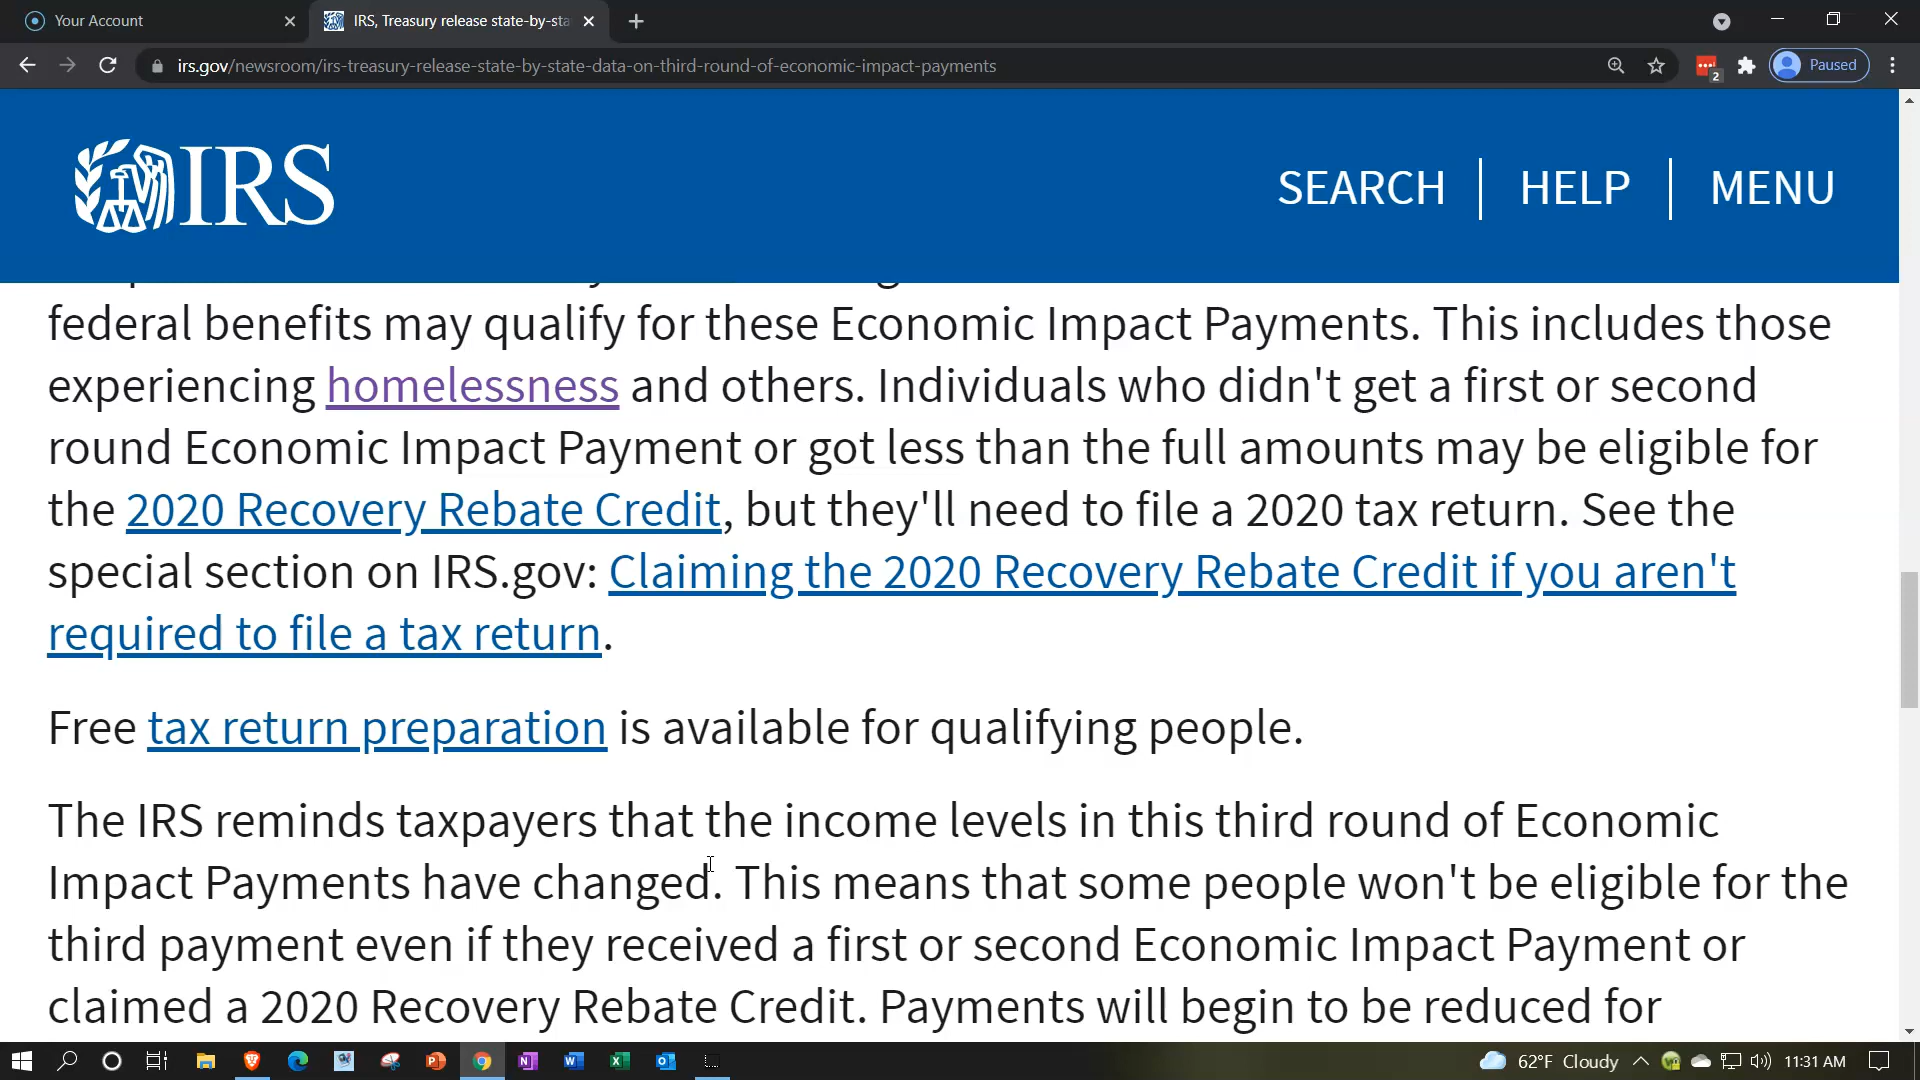 Your Account
IRS, Treasury release state-by-sta
irs.gov/newsroom/irs-treasury-release-state-by-state-data-on-third-round-of-economic-impact-payments
2
Paused
IRS
SEARCH
HELP
MENU
federal benefits may qualify for these Economic Impact Payments. This includes those
experiencing homelessness and others. Individuals who didn't get a first or second
round Economic Impact Payment or got less than the full amounts may be eligible for
the 2020 Recovery Rebate Credit, but they'll need to file a 2020 tax return. See the
special section on IRS.gov: Claiming the 2020 Recovery Rebate Credit if you aren't
required to file a tax return.
Free tax return preparation is available for qualifying people.
The IRS reminds taxpayers that the income levels in this third round of Economic
Impact Payments have changed. This means that some people won't be eligible for the
third payment even if they received a first or second Economic Impact Payment or
claimed a 2020 Recovery Rebate Credit. Payments will begin to be reduced for
62°F Cloudy
11:31 AM